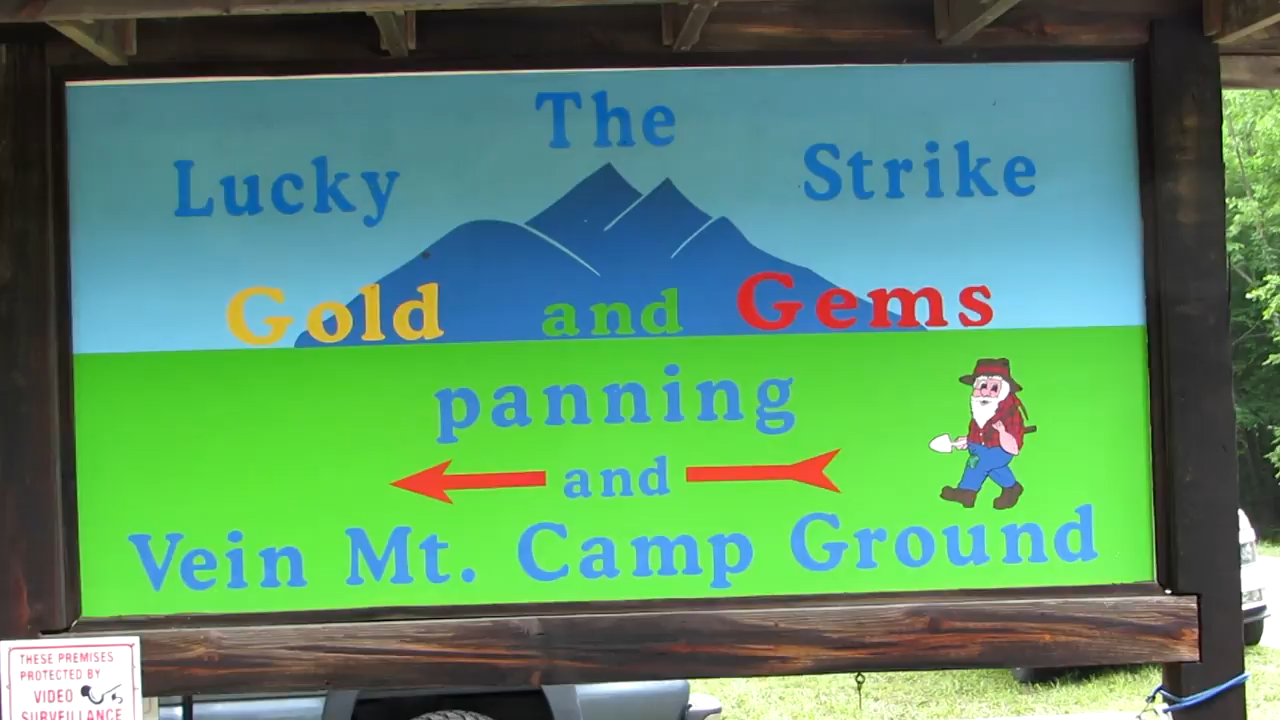 The
Lucky Strike
Gold and Gems
panning
and
Vein Mt. Camp Ground
THESE PREMISES
PROTECTED BY
VIDEO
SURVEILLANCE